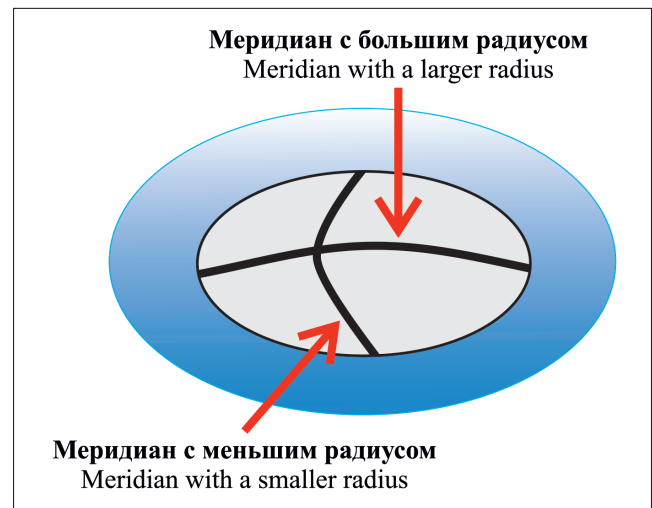 Меридиан с большим радиусом
Meridian with a larger radius
Меридиан с меньшим радиусом
Meridian with a smaller radius